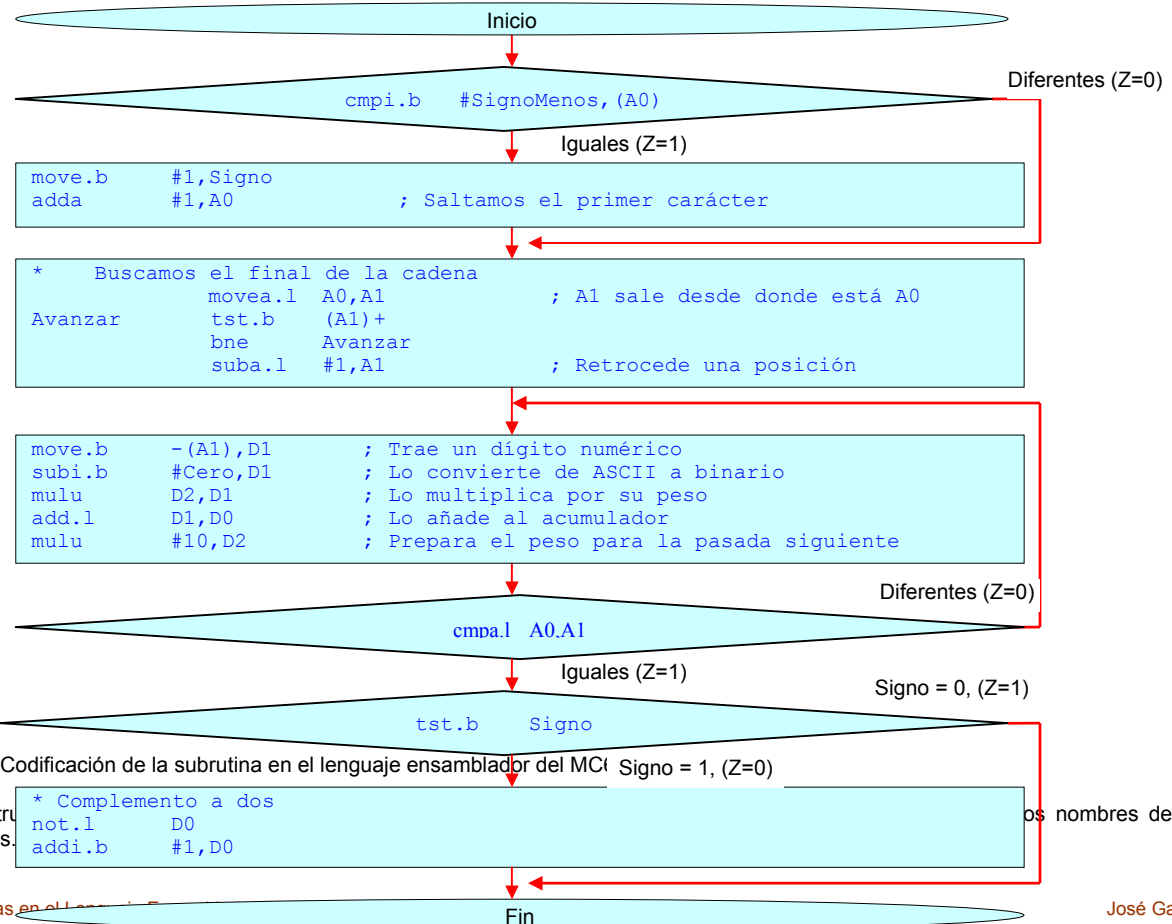 Inicio
Diferentes (Z=0)
cmpi.b #SignoMenos,(A0)
Iguales (Z=1)
move.b #1,Signo
adda #1,A0 ; Saltamos el primer carácter
* Buscamos el final de la cadena
movea.l A0,A1 ; A1 sale desde donde está A0
Avanzar tst.b (A1)+
bne Avanzar
suba.l #1,A1 ; Retrocede una posición
move.b -(A1),D1 ; Trae un dígito numérico
subi.b #Cero,D1 ; Lo convierte de ASCII a binario
mulu D2,D1 ; Lo multiplica por su peso
add.l D1,D0 ; Lo añade al acumulador
mulu #10,D2 ; Prepara el peso para la pasada siguiente
Diferentes (Z=0)
cmpa.l A0,A1
Iguales (Z=1)
Signo = 0, (Z=1)
tst.b Signo
Codificación de la subrutina en el lenguaje ensamblador del
Signo = 1, (Z=0)
* Complemento a dos
not.l D0
nombres de
addi.b #1,D0
en el
José
Fin